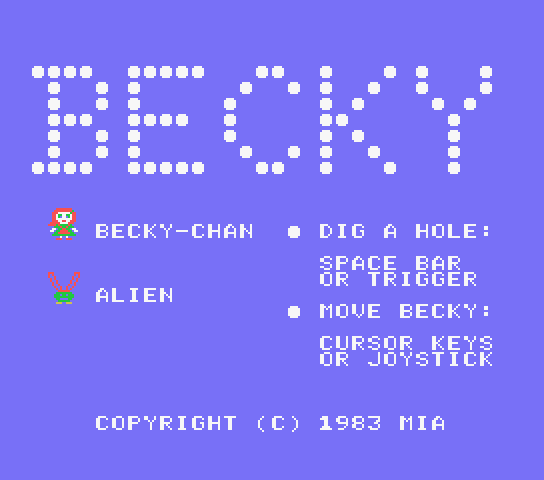 BECKY
BECKY-CHAN
ALIEN
● DIG A HOLE:
SPACE BAR
OR TRIGGER
● MOVE BECKY:
CURSOR KEYS
OR JOYSTICK
COPYRIGHT (C) 1983 MIA